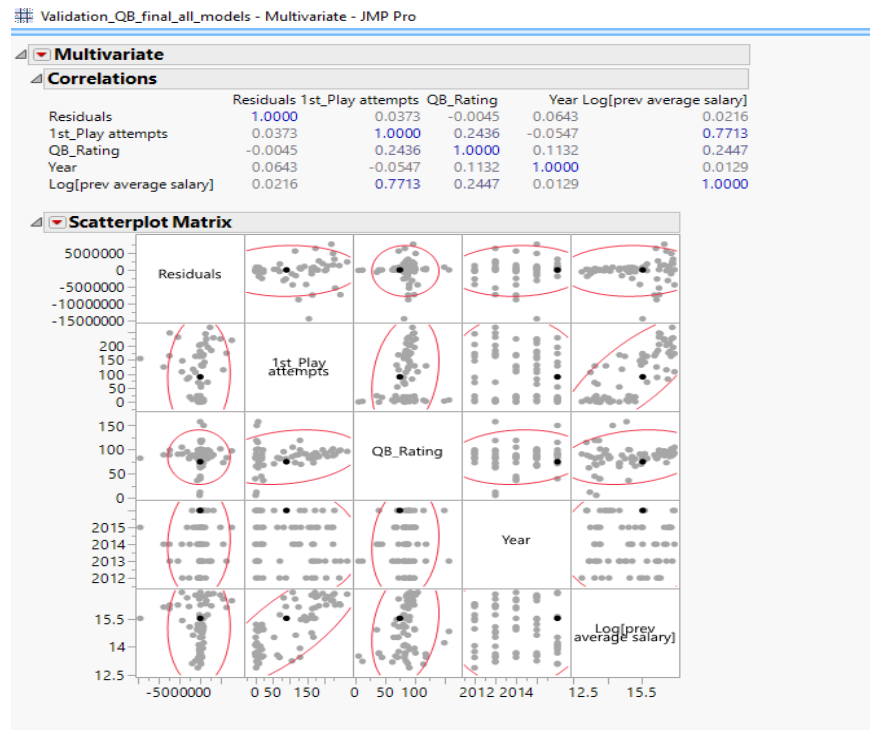 Validation_QB_final_all_models - Multivariate - JMP Pro
Multivariate
Correlations
Residuals 1st_Play attempts QB_Rating Year Log[prev average salary]
Residuals 1.0000 0.0373 -0.0045 0.0643 0.0216
1st_Play attempts 0.0373 1.0000 0.2436 -0.0547 0.7713
QB_Rating -0.0045 0.2436 1.0000 0.1132 0.2447
Year 0.0643 -0.0547 0.1132 1.0000 0.0129
Log[prev average salary] 0.0216 0.7713 0.2447 0.0129 1.0000
Scatterplot Matrix
5000000
0
-5000000
-10000000
-15000000
Residuals
200
150
100
50
0
1st_Play
attempts
150
100
50
0
QB_Rating
2015
2014
2013
2012
Year
15.5
14
12.5
Log[prev
average salary]
-5000000 0 50 150 0 50 100 2012 2014 12.5 15.5